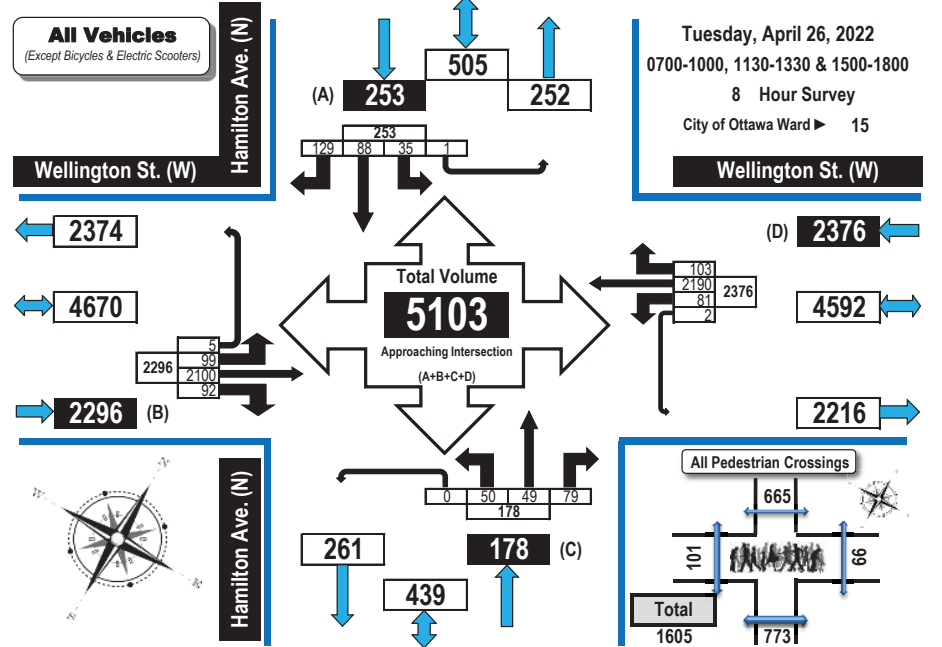 All Vehicles
(Except Bicycles & Electric Scooters)
Hamilton Ave. (N)
Wellington St. (W)
505
(A) 253
252
253
129 88 35 1
Tuesday, April 26, 2022
0700-1000, 1130-1330 & 1500-1800
8 Hour Survey
City of Ottawa Ward ► 15
Wellington St. (W)
2374
4670
5
99
2296
2100
92
2296 (B)
Total Volume
5103
Approaching Intersection
(A+B+C+D)
(D) 2376
103
2190
2376
81
2
4592
2216
N
W
E
S
Hamilton Ave. (N)
0 50 49 79
178
261
178 (C)
439
All Pedestrian Crossings
665
101
66
Total
1605
773